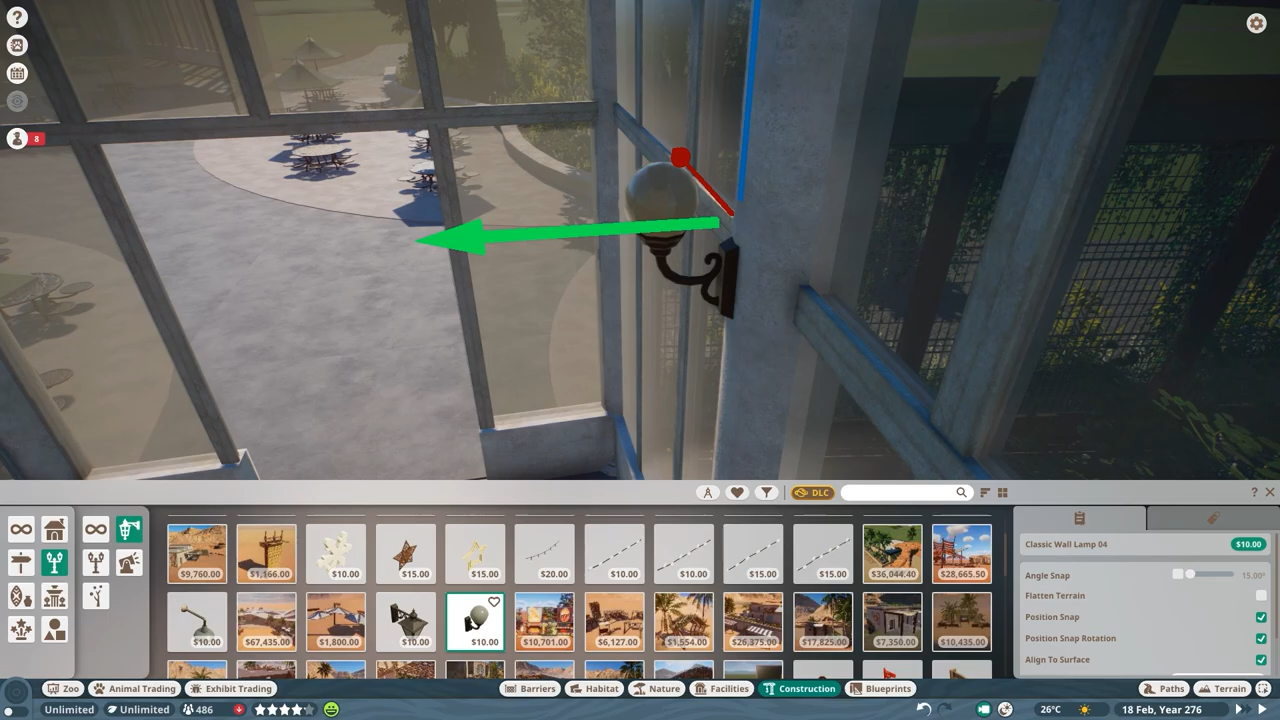 ?
8
DLC
? ×
$9,760.00
$1,166.00
$10.00
$15.00
$15.00
$20.00
$10.00
$10.00
$15.00
$15.00
$36,044.40
$28,665.50
$10.00
$67,435.00
$1,800.00
$10.00
$10.00
$10,701.00
$6,127.00
$1,554.00
$26,375.00
$17,825.00
$7,350.00
$10,435.00
Classic Wall Lamp 04
$10.00
Angle Snap
15.00°
Flatten Terrain
Position Snap
Position Snap Rotation
Align To Surface
Zoo
Animal Trading
Exhibit Trading
Barriers
Habitat
Nature
Facilities
Construction
Blueprints
Paths
Terrain
Unlimited
Unlimited
486
26°C
18 Feb, Year 276